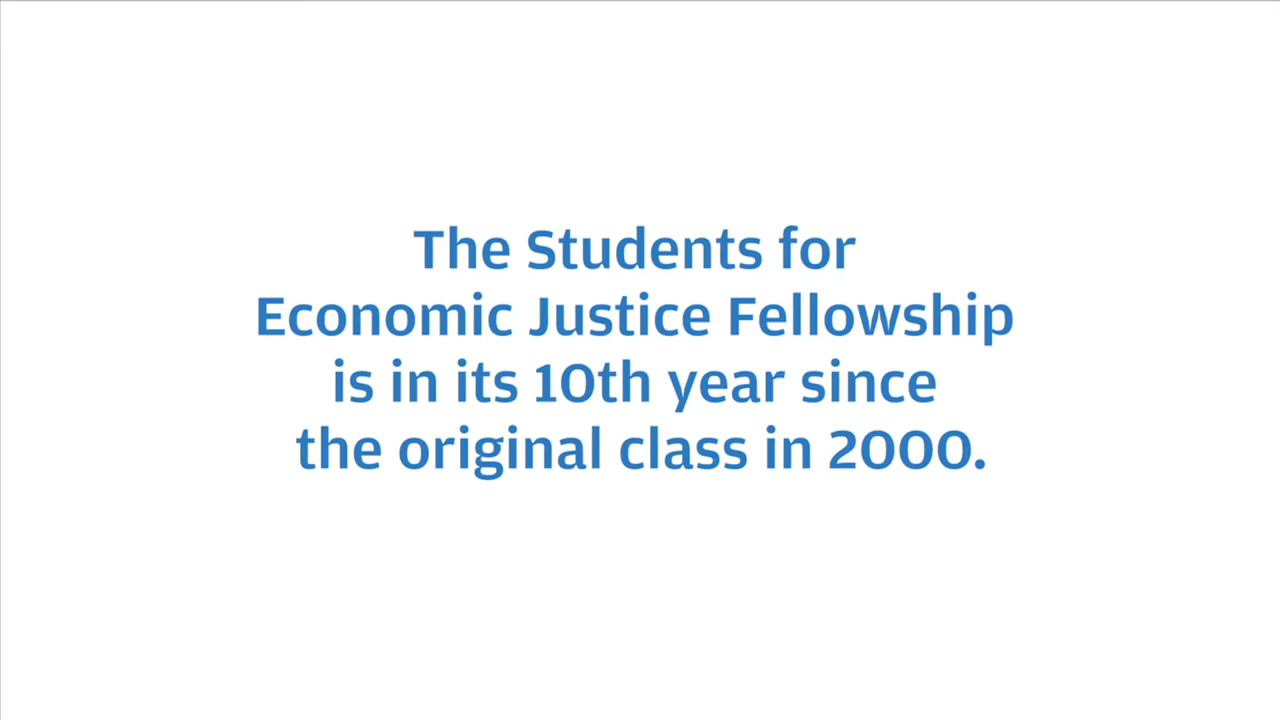 The Students for
Economic Justice Fellowship
is in its 10th year since
the original class in 2000.